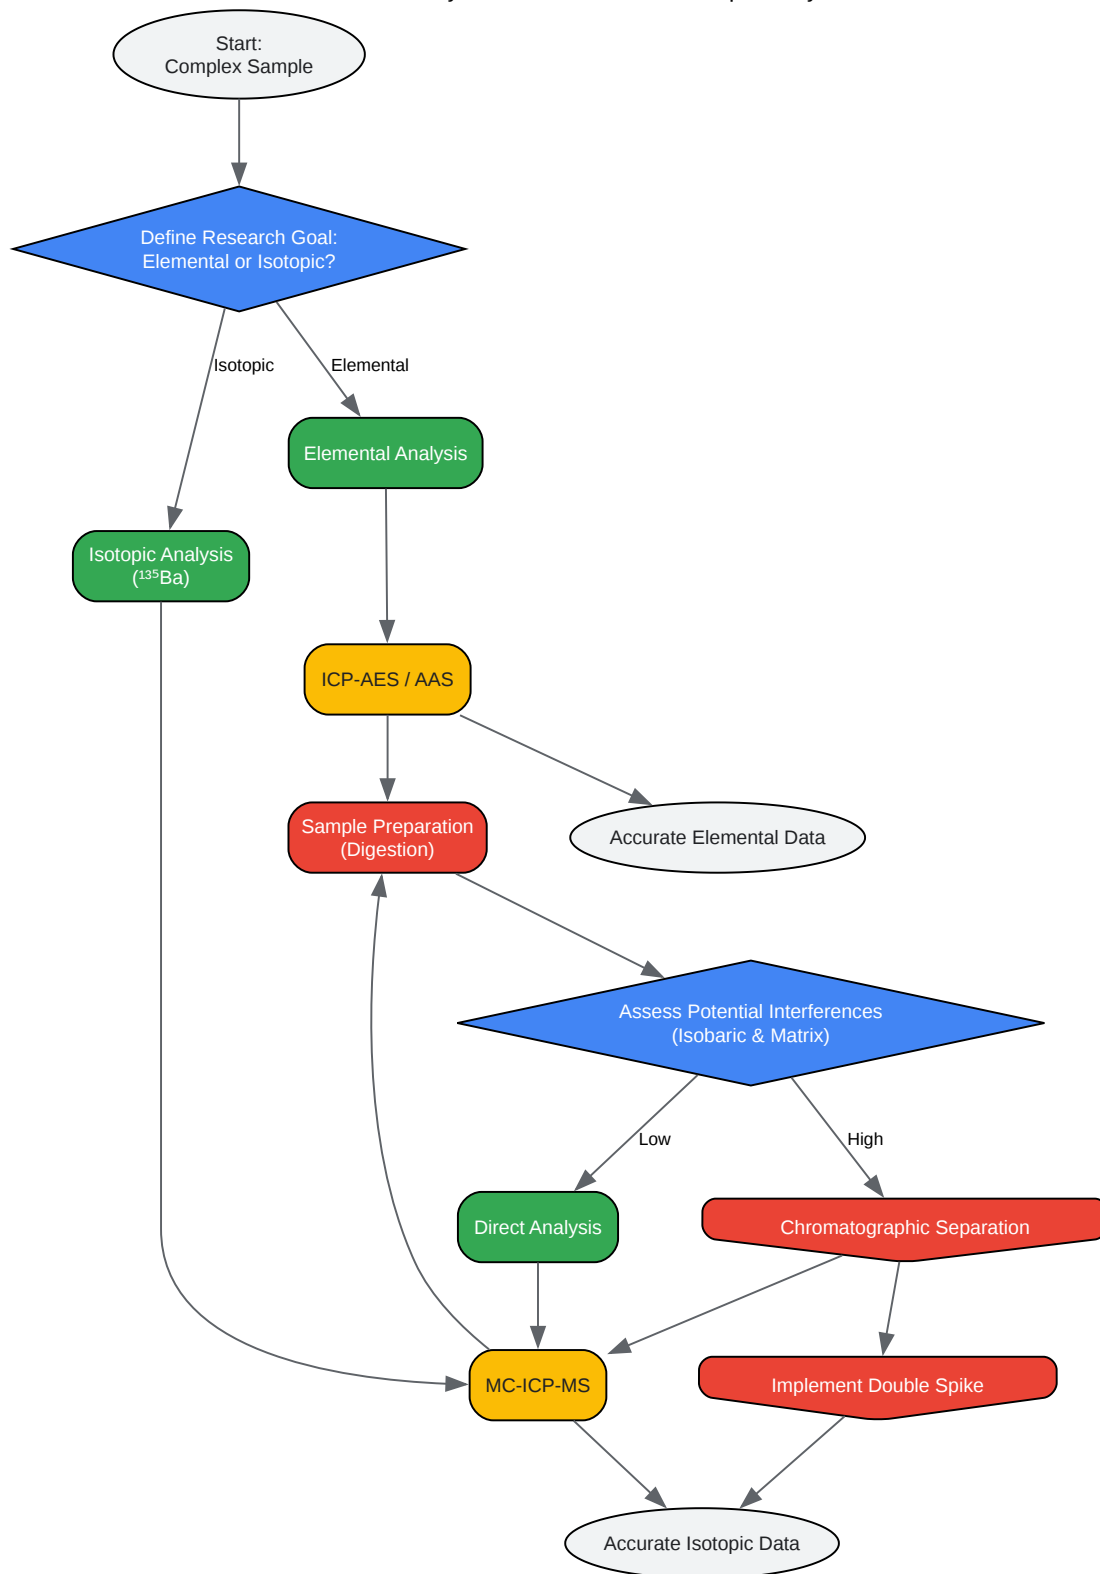 Start:
Complex Sample
Define Research Goal:
Elemental or Isotopic?
Isotopic
Elemental
Elemental Analysis
Isotopic Analysis
(¹³⁵Ba)
ICP-AES / AAS
Sample Preparation
(Digestion)
Accurate Elemental Data
Assess Potential Interferences
(Isobaric & Matrix)
Low
High
Direct Analysis
Chromatographic Separation
MC-ICP-MS
Implement Double Spike
Accurate Isotopic Data